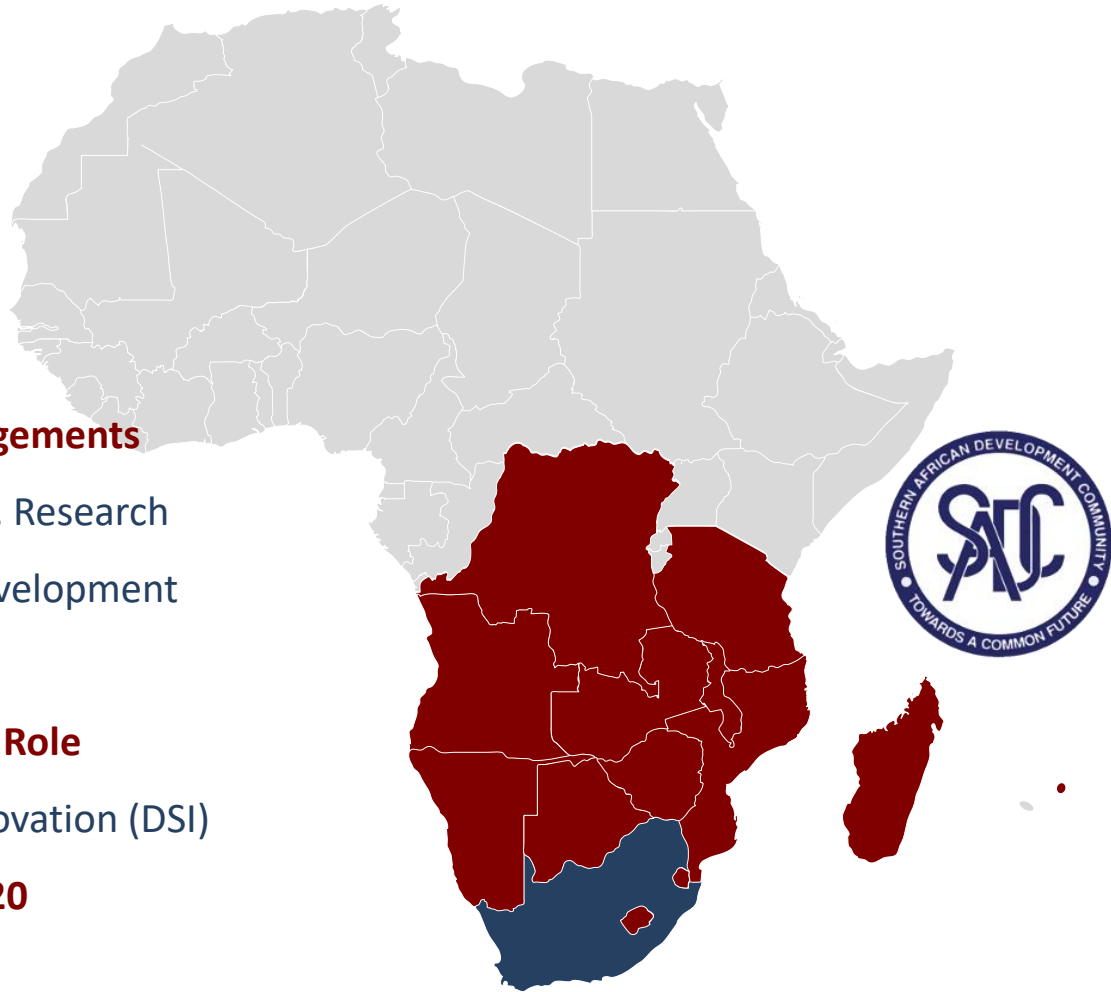 gements
. Research
velopment
Role
ovation (DSI)
20
SOUTHERN AFRICAN DEVELOPMENT COMMUNITY
SADC
TOWARDS A COMMON FUTURE